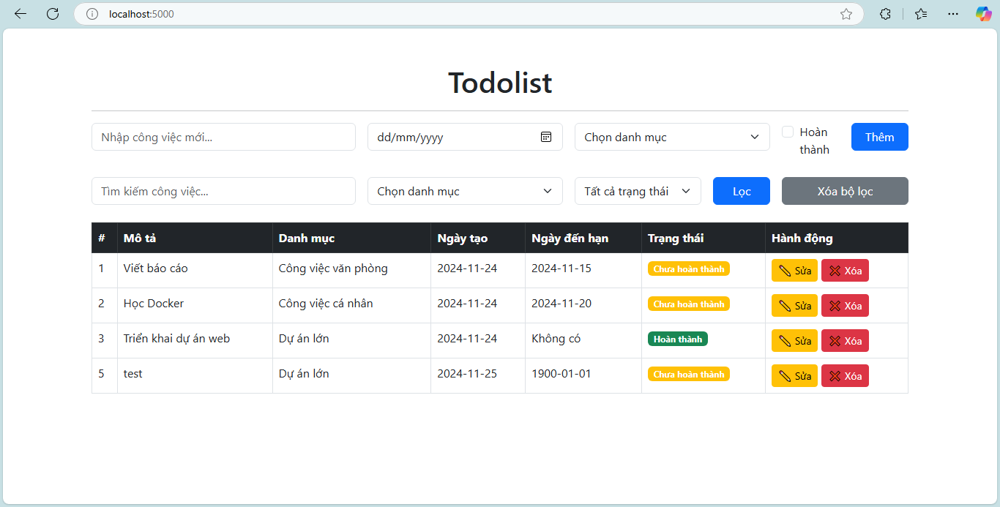 localhost:5000
Todolist
Nhập công việc mới...
dd/mm/yyyy
Chọn danh mục
Hoàn thành
Thêm
Tìm kiếm công việc...
Chọn danh mục
Tất cả trạng thái
Lọc
Xóa bộ lọc
# Mô tả Danh mục Ngày tạo Ngày đến hạn Trạng thái Hành động
1 Viết báo cáo Công việc văn phòng 2024-11-24 2024-11-15 Chưa hoàn thành Sửa Xóa
2 Học Docker Công việc cá nhân 2024-11-24 2024-11-20 Chưa hoàn thành Sửa Xóa
3 Triển khai dự án web Dự án lớn 2024-11-24 Không có Hoàn thành Sửa Xóa
5 test Dự án lớn 2024-11-25 1900-01-01 Chưa hoàn thành Sửa Xóa